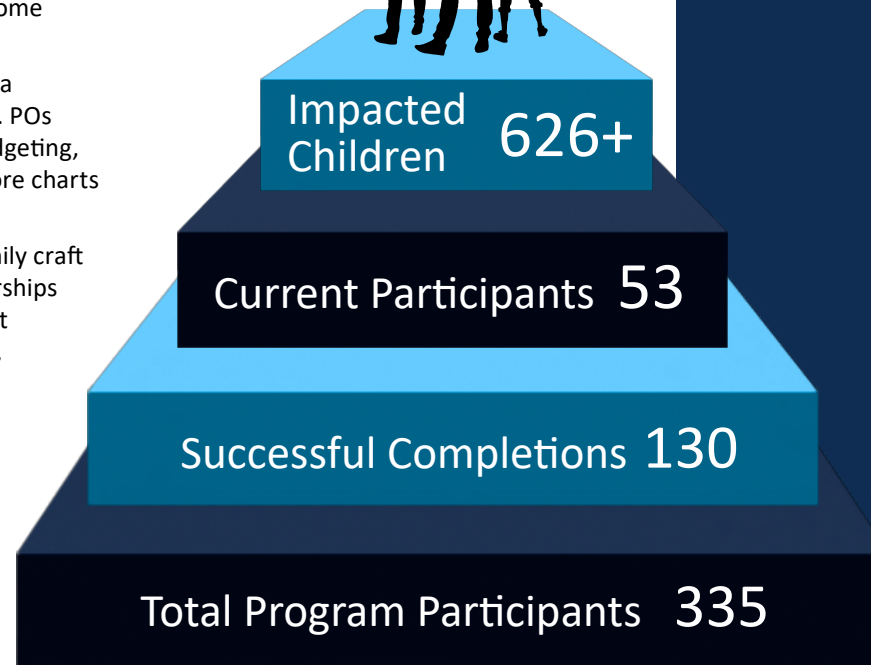 ome
a
. POs
dgeting,
ore charts
ily craft
rships
t
Impacted
Children 626+
Current Participants 53
Successful Completions 130
Total Program Participants 335